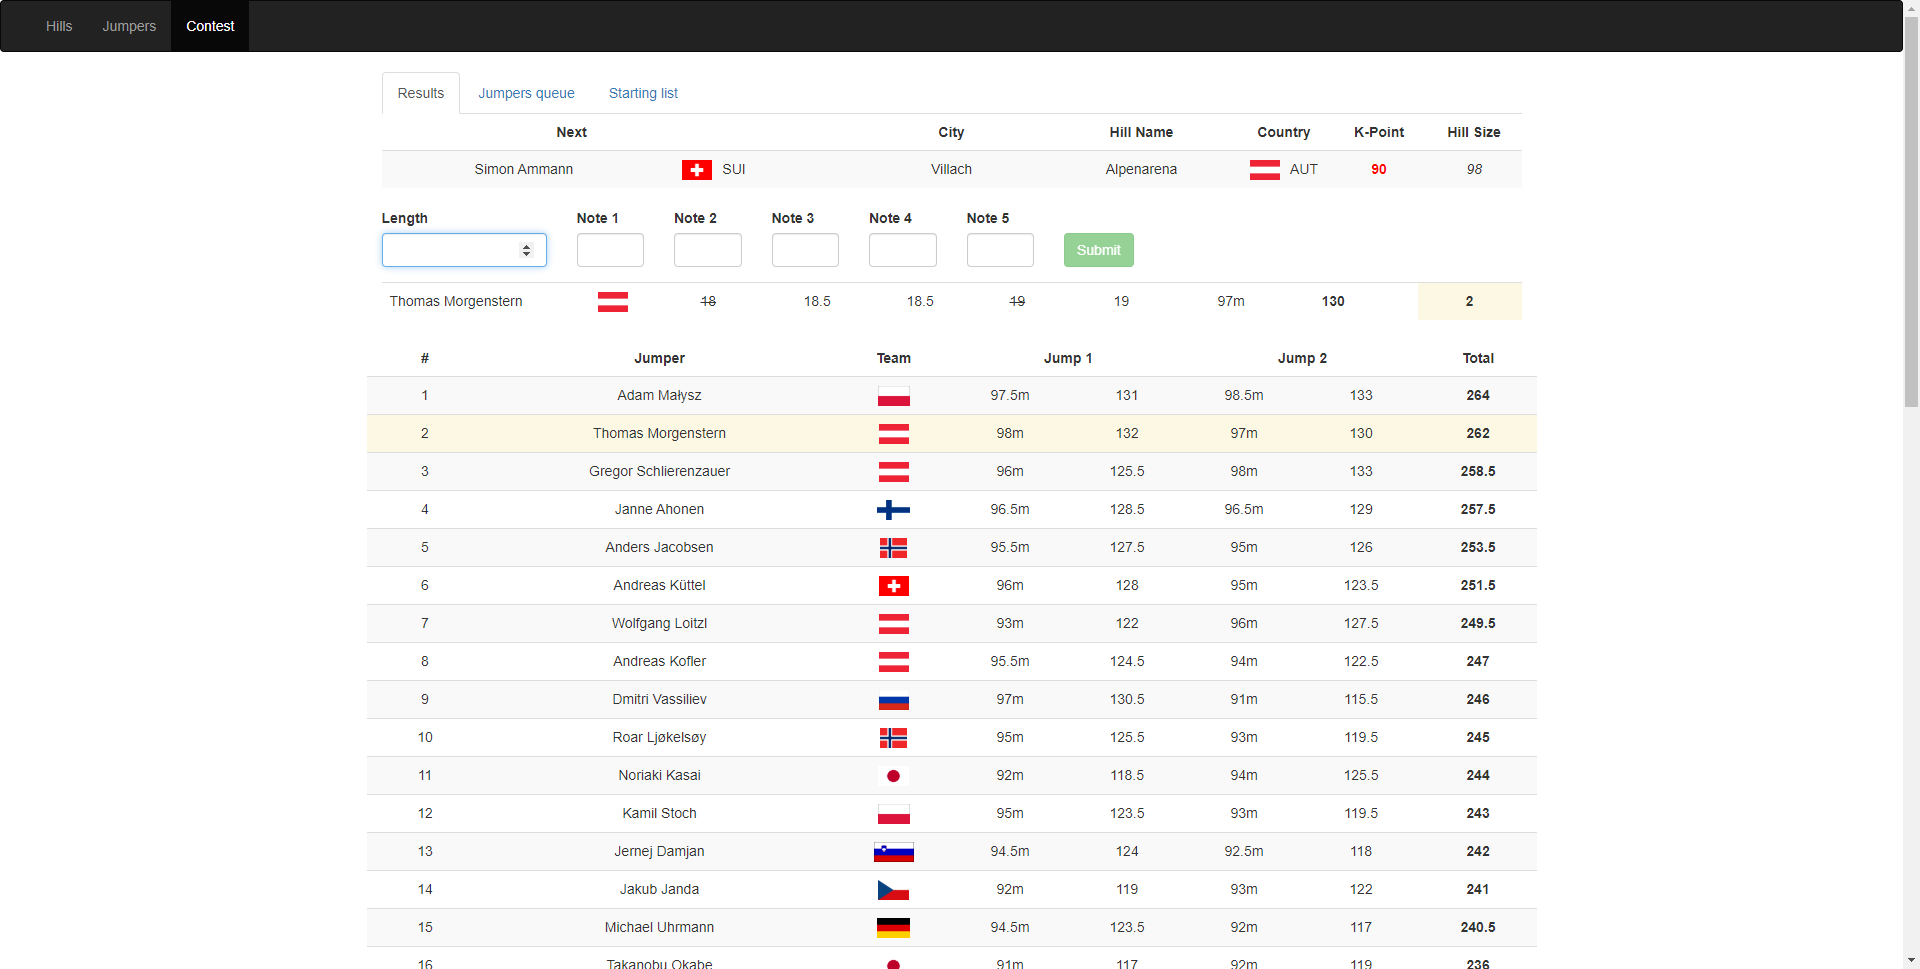 Hills Jumpers Contest
Results Jumpers queue Starting list
Next City Hill Name Country K-Point Hill Size
Simon Ammann SUI Villach Alpenarena AUT 90 98
Length Note 1 Note 2 Note 3 Note 4 Note 5
Submit
Thomas Morgenstern 18 18.5 18.5 19 19 97m 130 2
# Jumper Team Jump 1 Jump 2 Total
1 Adam Małysz 97.5m 131 98.5m 133 264
2 Thomas Morgenstern 98m 132 97m 130 262
3 Gregor Schlierenzauer 96m 125.5 98m 133 258.5
4 Janne Ahonen 96.5m 128.5 96.5m 129 257.5
5 Anders Jacobsen 95.5m 127.5 95m 126 253.5
6 Andreas Küttel 96m 128 95m 123.5 251.5
7 Wolfgang Loitzl 93m 122 96m 127.5 249.5
8 Andreas Kofler 95.5m 124.5 94m 122.5 247
9 Dmitri Vassiliev 97m 130.5 91m 115.5 246
10 Roar Ljøkelsøy 95m 125.5 93m 119.5 245
11 Noriaki Kasai 92m 118.5 94m 125.5 244
12 Kamil Stoch 95m 123.5 93m 119.5 243
13 Jernej Damjan 94.5m 124 92.5m 118 242
14 Jakub Janda 92m 119 93m 122 241
15 Michael Uhrmann 94.5m 123.5 92m 117 240.5
16 Takanobu Okabe 91m 117 92m 119 236